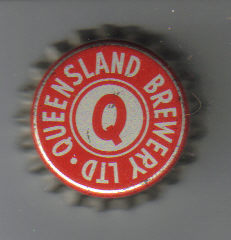 QUEENSLAND BREWERY LTD •
Q